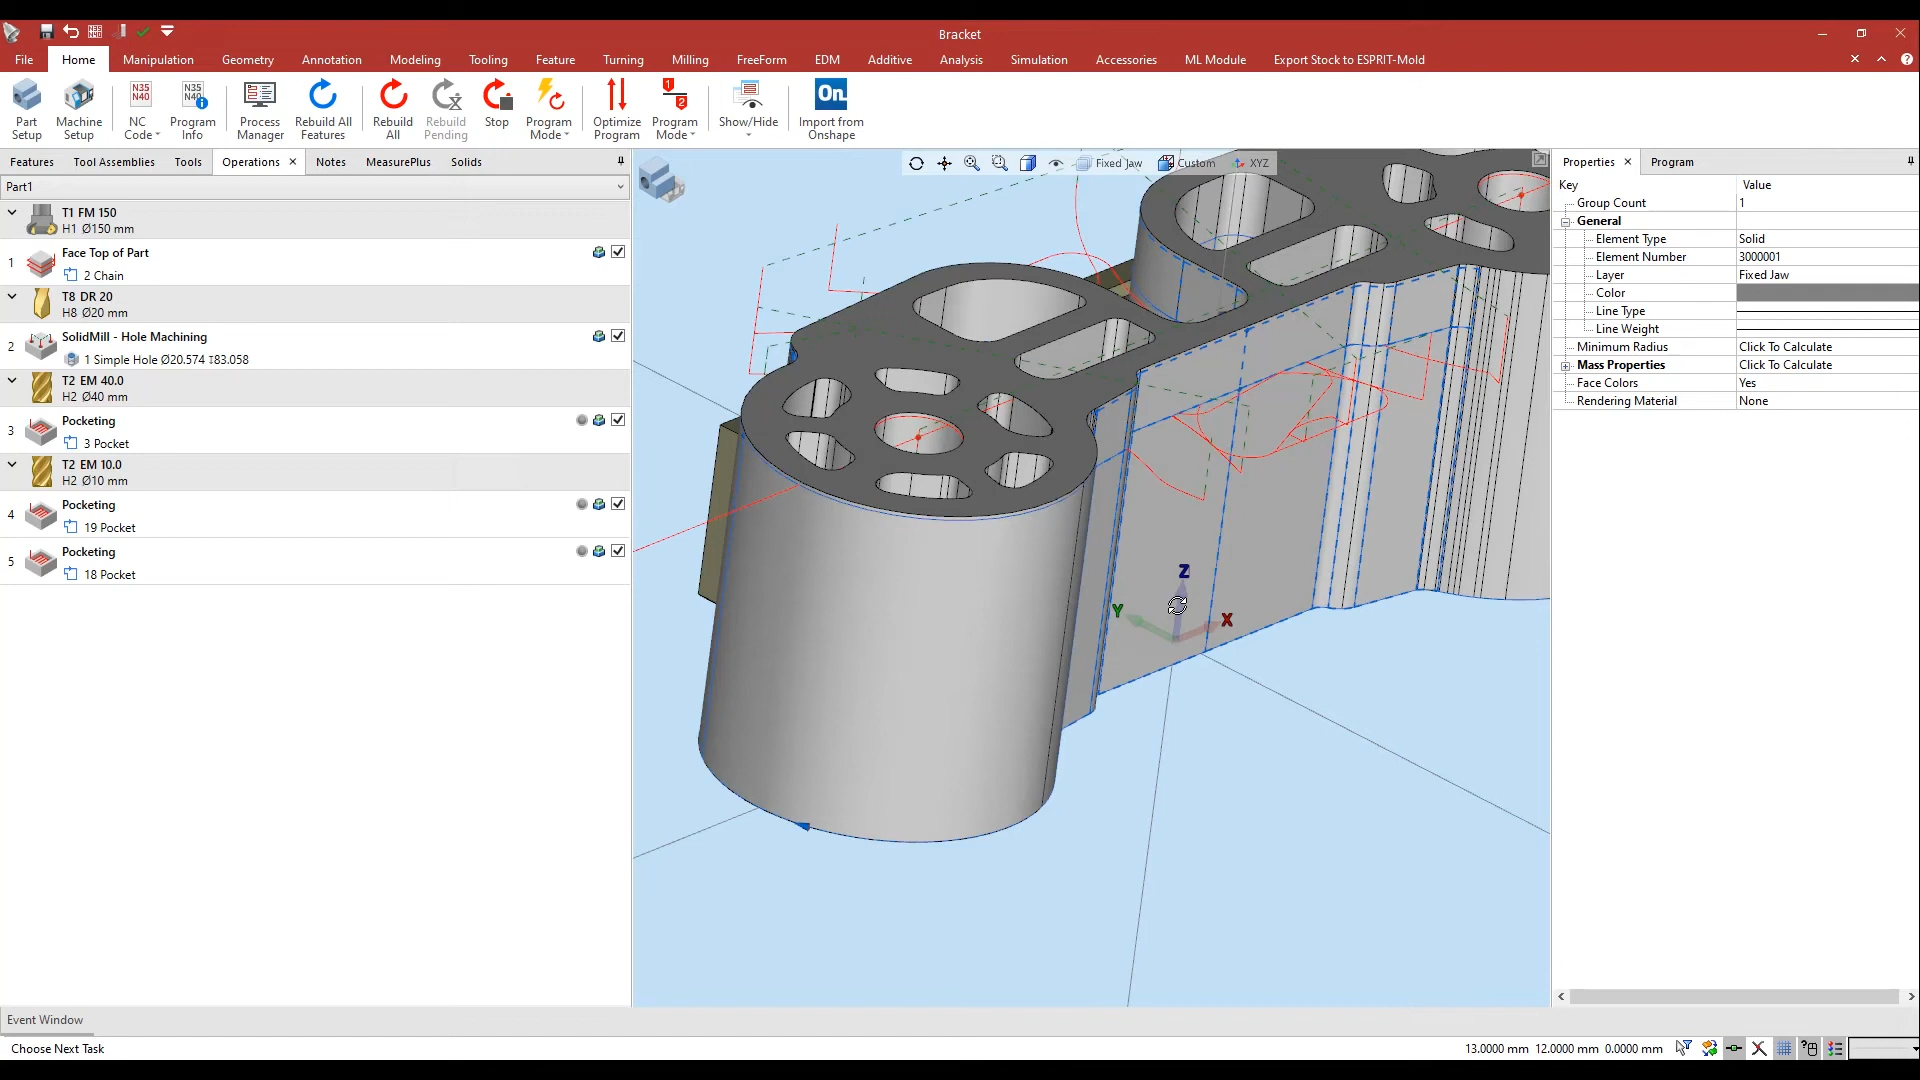 Bracket
File Home Manipulation Geometry Annotation Modeling Tooling Feature Turning Milling FreeForm EDM Additive Analysis Simulation Accessories ML Module Export Stock to ESPRIT-Mold
Part Setup
Machine Setup
N35 N40
NC Code
N35 N40
Program Info
Process Manager
Rebuild All Features
Rebuild All
Rebuild Pending
Stop
Program Mode
Optimize Program
1 2
Program Mode
Show/Hide
On
Import from Onshape
Features Tool Assemblies Tools Operations Notes MeasurePlus Solids
Part1
T1 FM 150
H1 Ø150 mm
1 Face Top of Part
2 Chain
T8 DR 20
H8 Ø20 mm
2 SolidMill - Hole Machining
1 Simple Hole Ø20.574 ↧83.058
T2 EM 40.0
H2 Ø40 mm
3 Pocketing
3 Pocket
T2 EM 10.0
H2 Ø10 mm
4 Pocketing
19 Pocket
5 Pocketing
18 Pocket
Fixed Jaw Custom XYZ
Z
Y
X
Properties Program
Key Value
Group Count 1
General
Element Type Solid
Element Number 3000001
Layer Fixed Jaw
Color
Line Type
Line Weight
Minimum Radius Click To Calculate
Mass Properties Click To Calculate
Face Colors Yes
Rendering Material None
Event Window
Choose Next Task 13.0000 mm 12.0000 mm 0.0000 mm